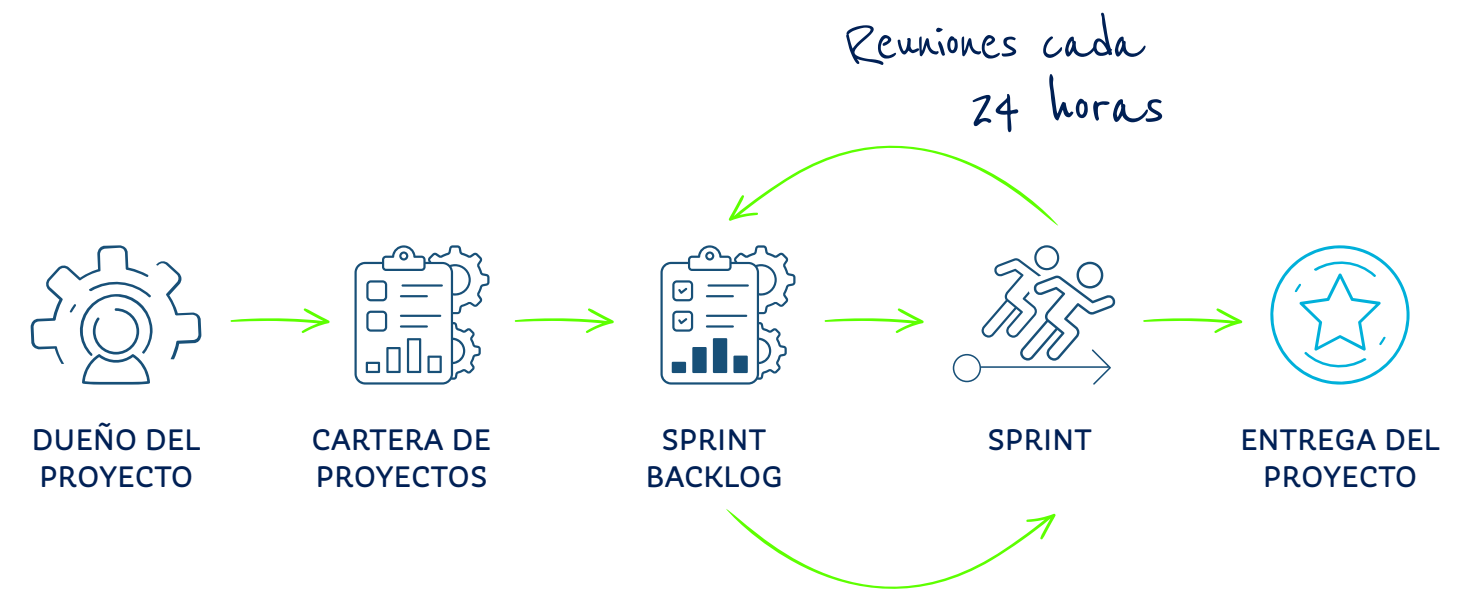 Reuniones cada
24 horas
DUEÑO DEL
PROYECTO
CARTERA DE
PROYECTOS
SPRINT
BACKLOG
SPRINT
ENTREGA DEL
PROYECTO